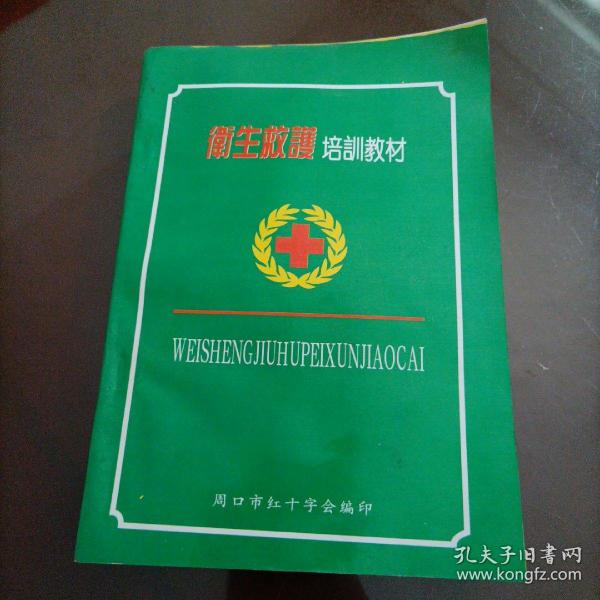 衛生救護 培訓教材
WEISHENGJIUHUPEIXUNJIAOCAI
周口市红十字会编印
孔夫子旧書网
www.kongfz.com